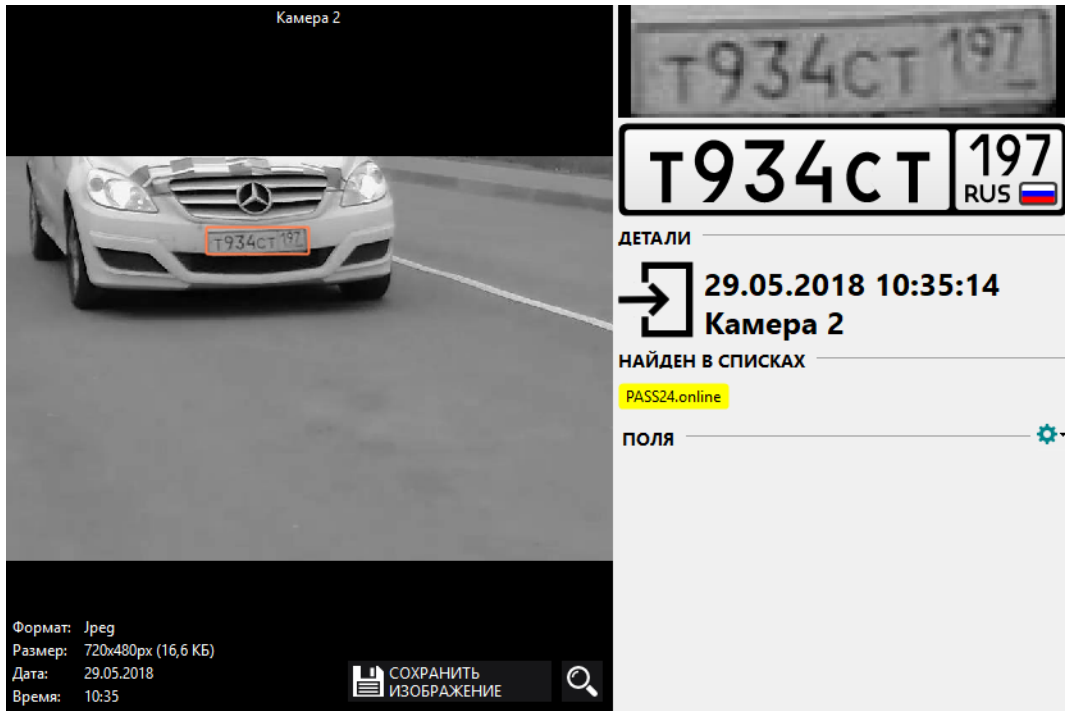 Камера 2
Т934СТ 197
Т934СТ 197
Т934СТ 197
RUS
ДЕТАЛИ
29.05.2018 10:35:14
Камера 2
НАЙДЕН В СПИСКАХ
PASS24.online
ПОЛЯ
Формат: Jpeg
Размер: 720x480px (16,6 КБ)
Дата: 29.05.2018
Время: 10:35
СОХРАНИТЬ
ИЗОБРАЖЕНИЕ